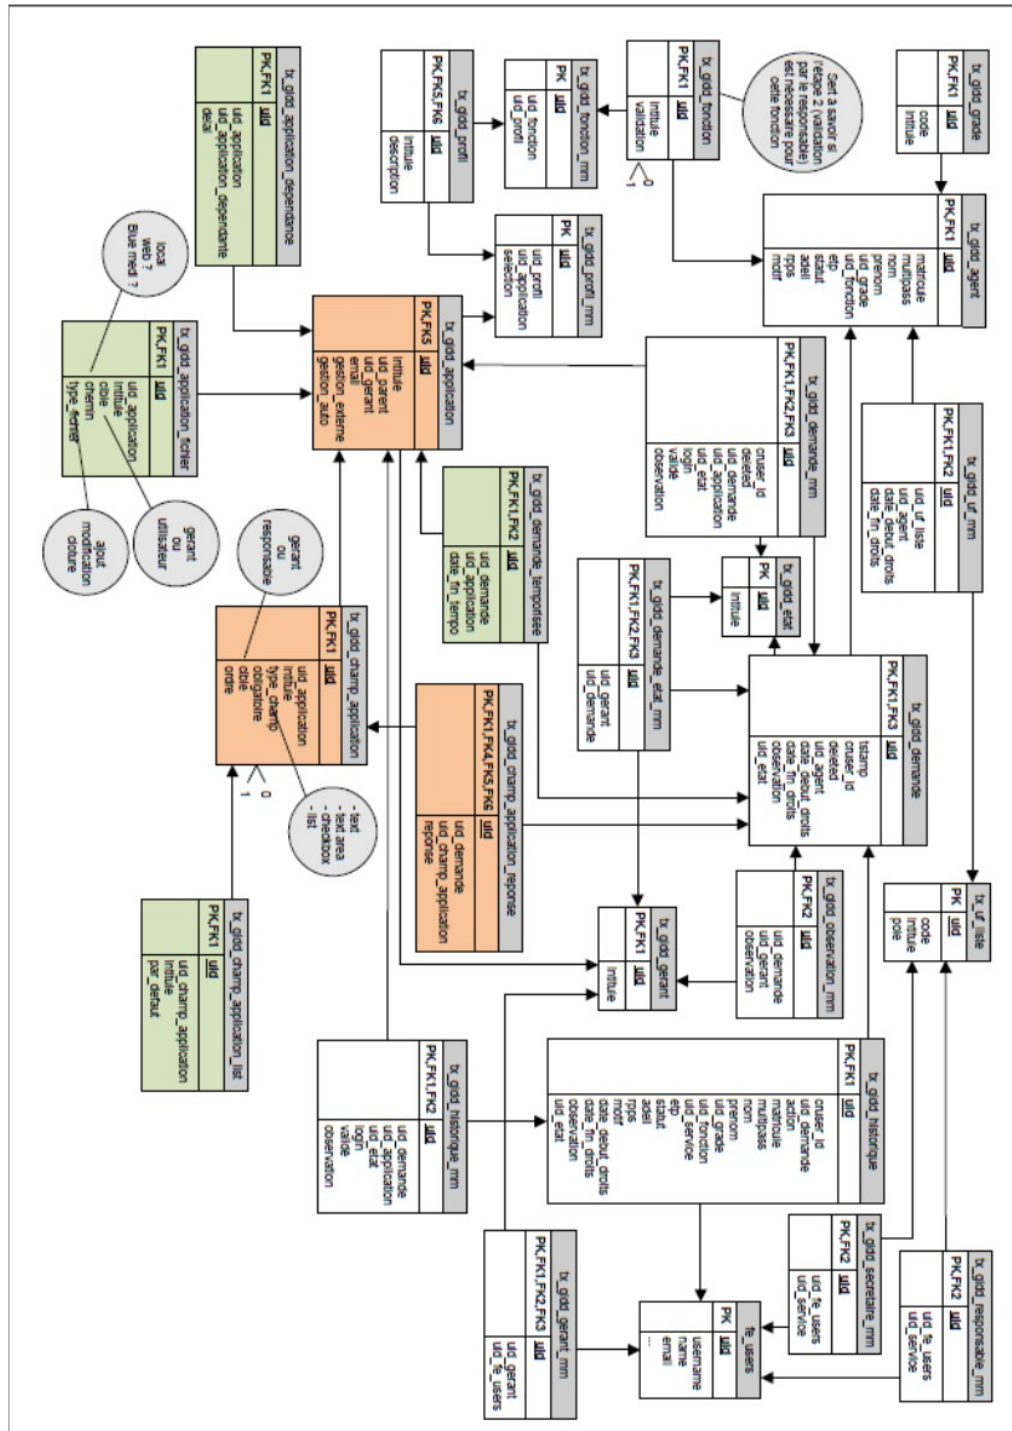 tx_gidd_grade
PK,FK1 uid
code
intitule
tx_gidd_agent
PK,FK1 uid
matricule
multipass
nom
prenom
uid_grade
uid_fonction
etp
statut
adeli
rpps
motif
tx_gidd_uf_mm
PK,FK1,FK2 uid
uid_uf_liste
uid_agent
date_debut_droits
date_fin_droits
tx_uf_liste
PK uid
code
intitule
pole
tx_gidd_responsable_mm
PK,FK2 uid
uid_fe_users
uid_service
Sert à savoir si
l'étape 2 (validation
par le responsable)
est nécessaire pour
cette fonction
tx_gidd_fonction
PK,FK1 uid
intitule
validation
0
1
tx_gidd_demande_mm
PK,FK1,FK2,FK3 uid
cruser_id
deleted
uid_demande
uid_application
uid_etat
login
valide
observation
tx_gidd_etat
PK uid
intitule
tx_gidd_demande
PK,FK1,FK3 uid
tstamp
cruser_id
deleted
uid_agent
date_debut_droits
date_fin_droits
observation
uid_etat
tx_gidd_observation_mm
PK,FK2 uid
uid_demande
uid_gerant
observation
tx_gidd_historique
PK,FK1 uid
cruser_id
uid_demande
action
matricule
multipass
nom
prenom
uid_grade
uid_fonction
uid_service
etp
statut
adeli
rpps
motif
date_debut_droits
date_fin_droits
observation
uid_etat
tx_gidd_secretaire_mm
PK,FK2 uid
uid_fe_users
uid_service
fe_users
PK uid
username
name
email
...
tx_gidd_fonction_mm
PK uid
uid_fonction
uid_profil
tx_gidd_profil_mm
PK uid
uid_profil
uid_application
selection
tx_gidd_demande_etat_mm
PK,FK1,FK2,FK3 uid
uid_gerant
uid_demande
tx_gidd_gerant
PK,FK1 uid
intitule
tx_gidd_gerant_mm
PK,FK1,FK2,FK3 uid
uid_gerant
uid_fe_users
tx_gidd_profil
PK,FK5,FK6 uid
intitule
description
tx_gidd_application
PK,FK5 uid
intitule
uid_parent
uid_gerant
email
gestion_externe
gestion_auto
tx_gidd_demande_temporisee
PK,FK1,FK2 uid
uid_demande
uid_application
date_fin_tempo
tx_gidd_champ_application_reponse
PK,FK1,FK4,FK5,FK6 uid
uid_demande
uid_champ_application
reponse
tx_gidd_historique_mm
PK,FK1,FK2 uid
uid_demande
uid_application
uid_etat
login
valide
observation
tx_gidd_application_dependance
PK,FK1 uid
uid_application
uid_application_dependante
delai
local
web ?
Blue medi ?
tx_gidd_application_fichier
PK,FK1 uid
uid_application
intitule
cible
chemin
type_fichier
gerant
ou
utilisateur
ajout
modification
cloture
gerant
ou
responsable
tx_gidd_champ_application
PK,FK1 uid
uid_application
intitule
type_champ
obligatoire
cible
ordre
0
1
- text
- text area
- checkbox
- list
tx_gidd_champ_application_list
PK,FK1 uid
uid_champ_application
intitule
par_defaut